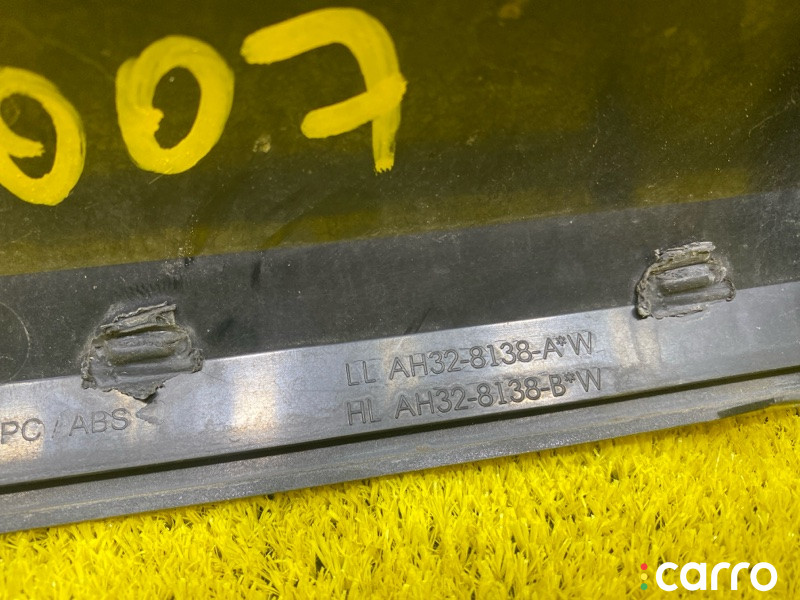 007
LL AH32-8138-A*W
HL AH32-8138-B*W
PC / ABS
carro